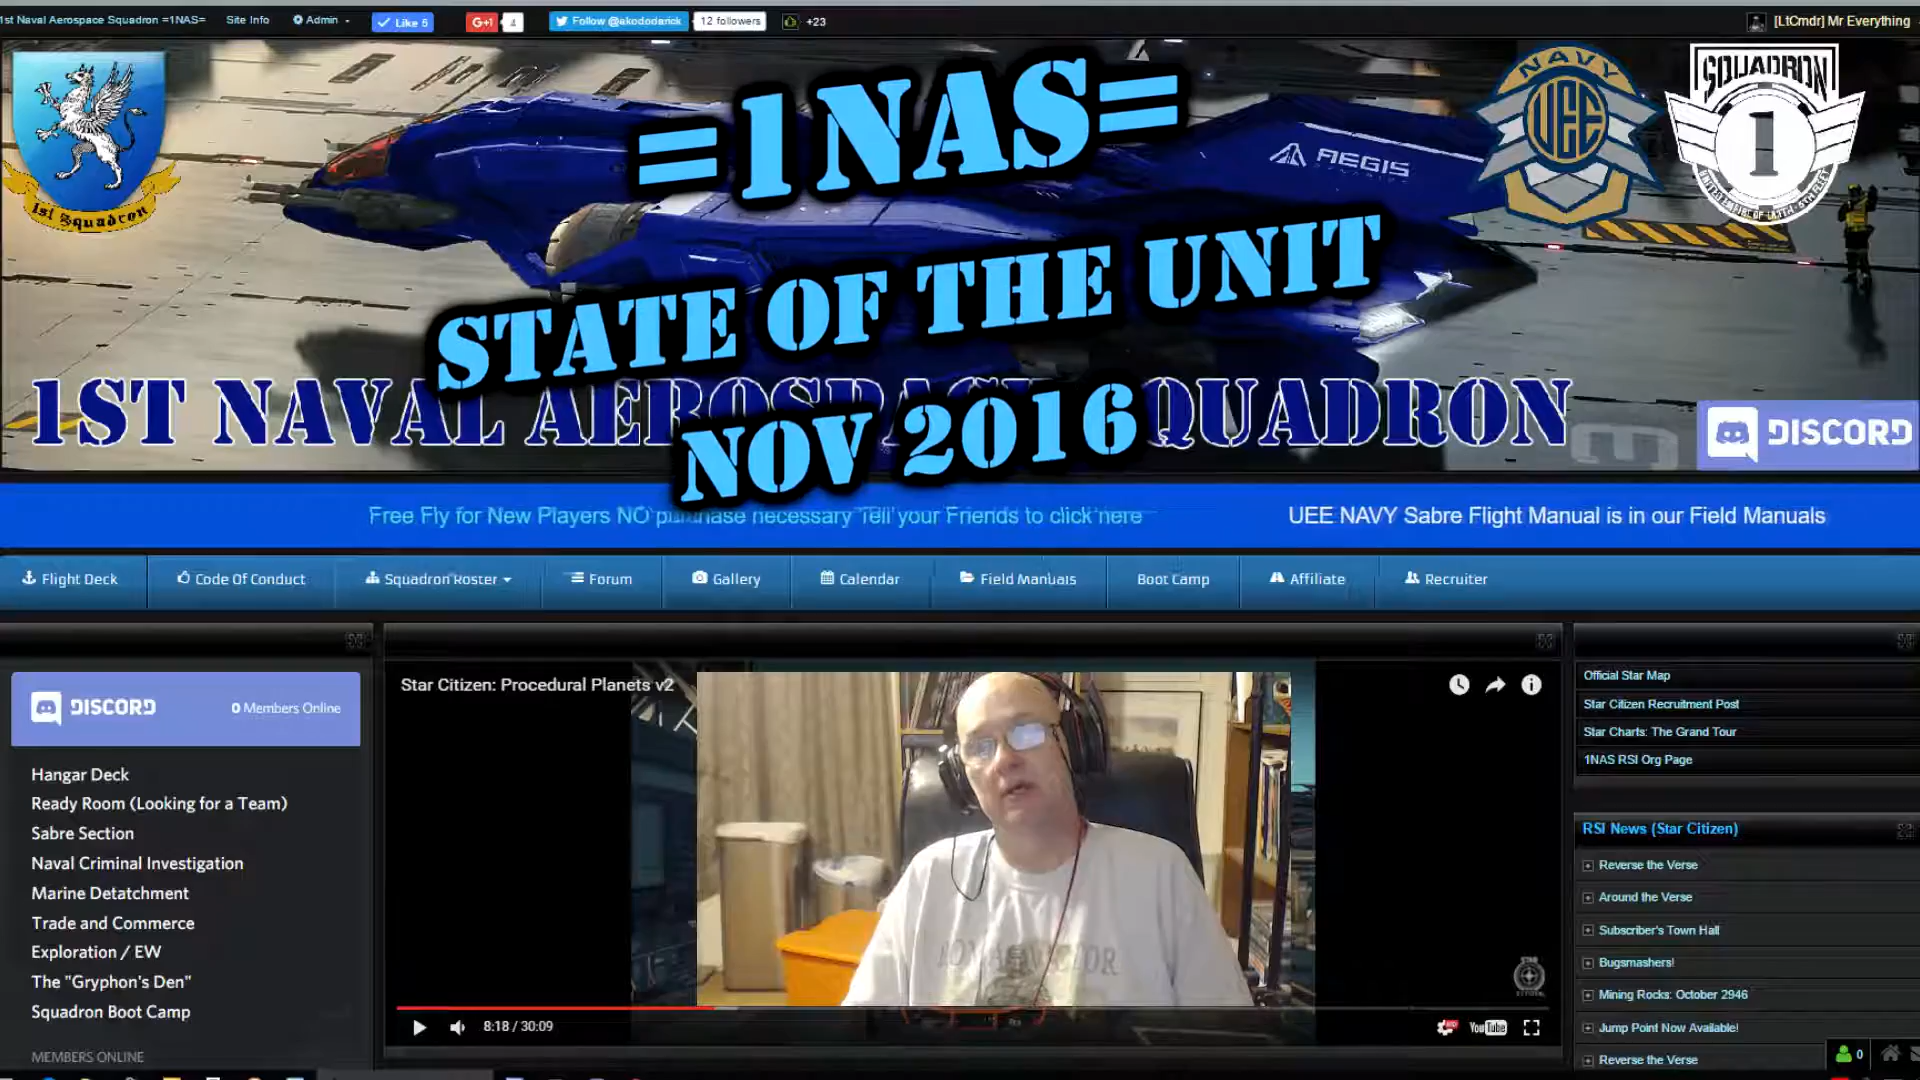 1st Naval Aerospace Squadron =1NAS=
Site Info
Admin
Like 5
G+1
4
Follow @akododarick
12 followers
+23
[LtCmdr] Mr Everything
=1NAS=
STATE OF THE UNIT
NOV 2016
1st Squadron
AEGIS
DYNAMICS
NAVY
UEE
SQUADRON
1
1ST NAVAL AEROSPACE SQUADRON
DISCORD
Free Fly for New Players NO purchase necessary Tell your Friends to click here
UEE NAVY Sabre Flight Manual is in our Field Manuals
Flight Deck
Code Of Conduct
Squadron Roster
Forum
Gallery
Calendar
Field Manuals
Boot Camp
Affiliate
Recruiter
DISCORD
0 Members Online
Hangar Deck
Ready Room (Looking for a Team)
Sabre Section
Naval Criminal Investigation
Marine Detatchment
Trade and Commerce
Exploration / EW
The "Gryphon's Den"
Squadron Boot Camp
MEMBERS ONLINE
Star Citizen: Procedural Planets v2
8:18 / 30:09
YouTube
Official Star Map
Star Citizen Recruitment Post
Star Charts: The Grand Tour
1NAS RSI Org Page
RSI News (Star Citizen)
Reverse the Verse
Around the Verse
Subscriber's Town Hall
Bugsmashers!
Mining Rocks: October 2946
Jump Point Now Available!
Reverse the Verse
0